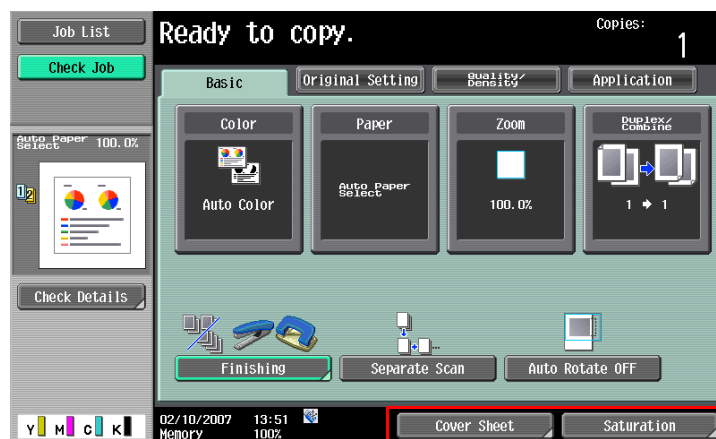 Job List
Check Job
Auto Paper
Select 100.0%
1 2
Check Details
Y M C K
Ready to copy.
Copies:
1
Basic
Original Setting
Quality/
Density
Application
Color
Auto Color
Paper
Auto Paper
Select
Zoom
100.0%
Duplex/
Combine
1 ➔ 1
Finishing
Separate Scan
Auto Rotate OFF
02/10/2007 13:51
Memory 100%
Cover Sheet
Saturation